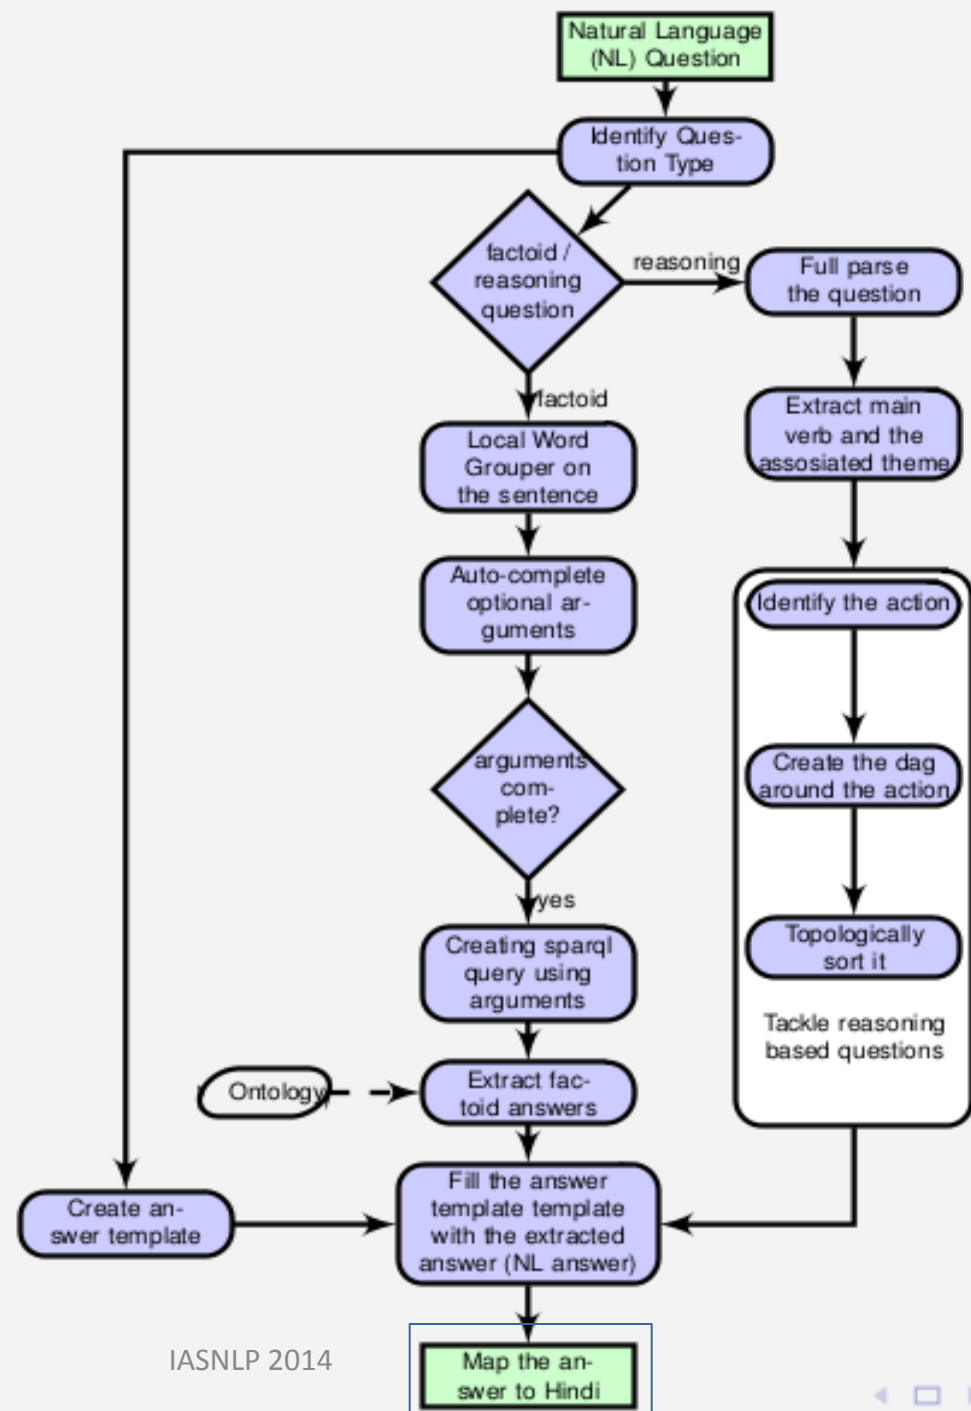 Natural Language
(NL) Question
Identify Ques-
tion Type
factoid /
reasoning
question
reasoning
Full parse
the question
factoid
Local Word
Grouper on
the sentence
Extract main
verb and the
assosiated theme
Auto-complete
optional ar-
guments
Identify the action
arguments
com-
plete?
Create the dag
around the action
yes
Creating sparql
query using
arguments
Topologically
sort it
Tackle reasoning
based questions
Ontology
Extract fac-
toid answers
Create an-
swer template
Fill the answer
template template
with the extracted
answer (NL answer)
IASNLP 2014
Map the an-
swer to Hindi